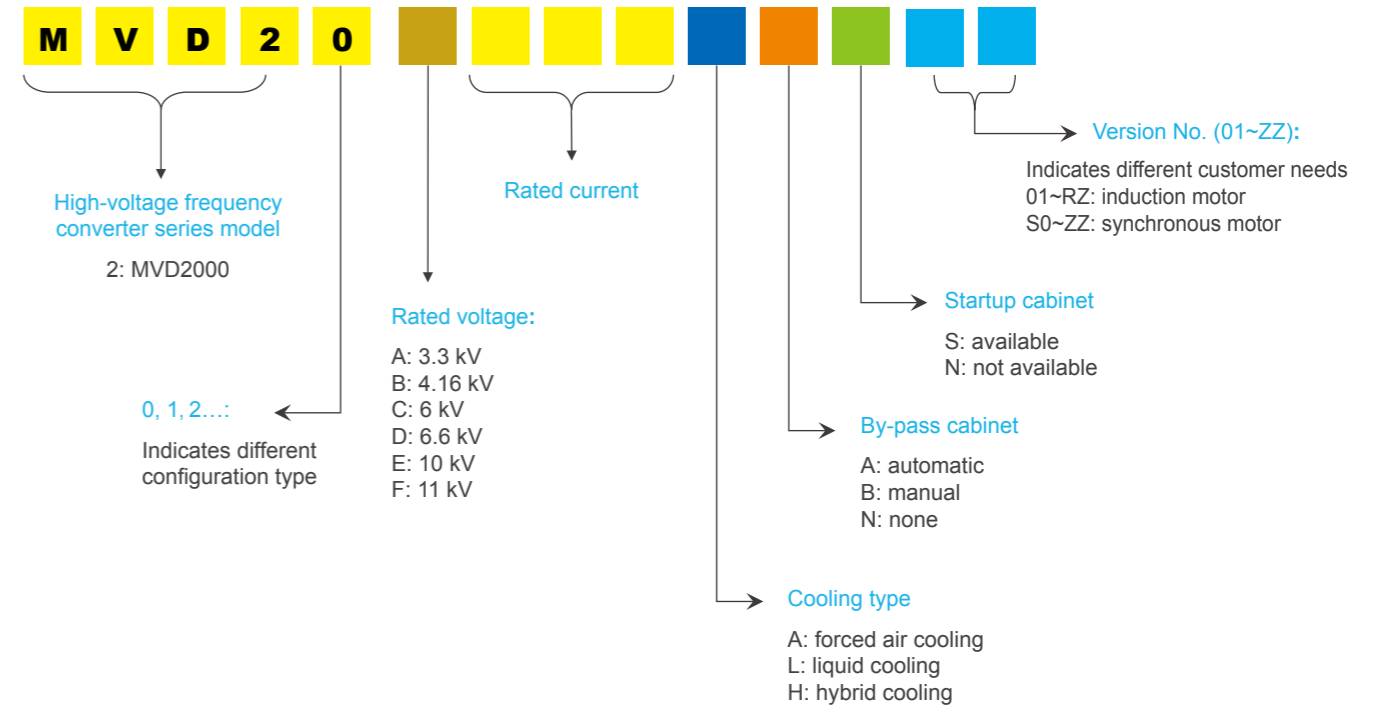 M V D 2 0
High-voltage frequency
converter series model
2: MVD2000
0, 1, 2...:
Indicates different
configuration type
Rated voltage:
A: 3.3 kV
B: 4.16 kV
C: 6 kV
D: 6.6 kV
E: 10 kV
F: 11 kV
Rated current
Version No. (01~ZZ):
Indicates different customer needs
01~RZ: induction motor
S0~ZZ: synchronous motor
Startup cabinet
S: available
N: not available
By-pass cabinet
A: automatic
B: manual
N: none
Cooling type
A: forced air cooling
L: liquid cooling
H: hybrid cooling